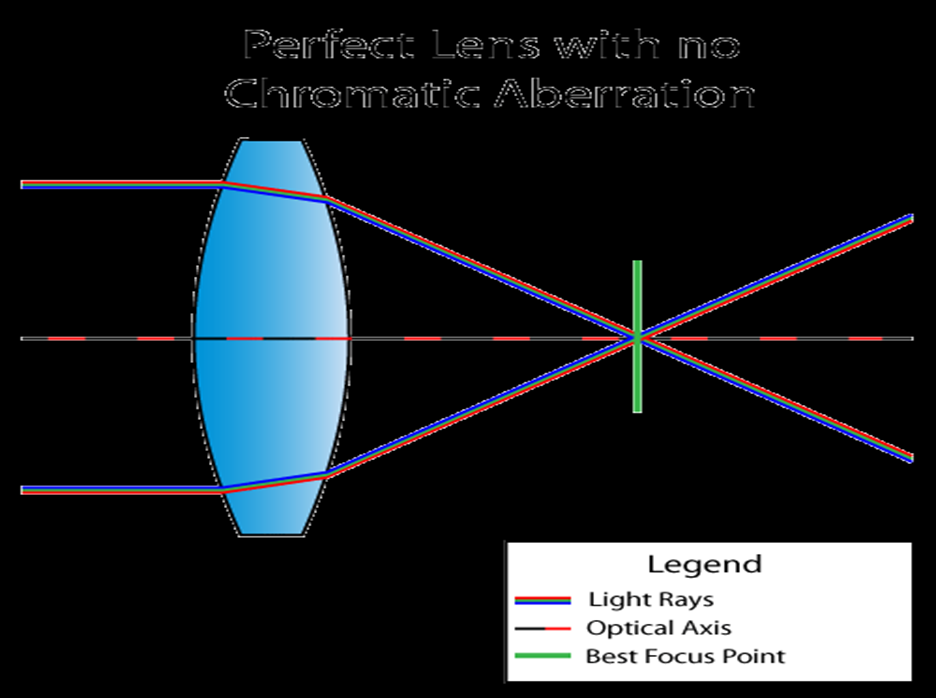 Perfect Lens with no
Chromatic Aberration
Legend
Light Rays
Optical Axis
Best Focus Point